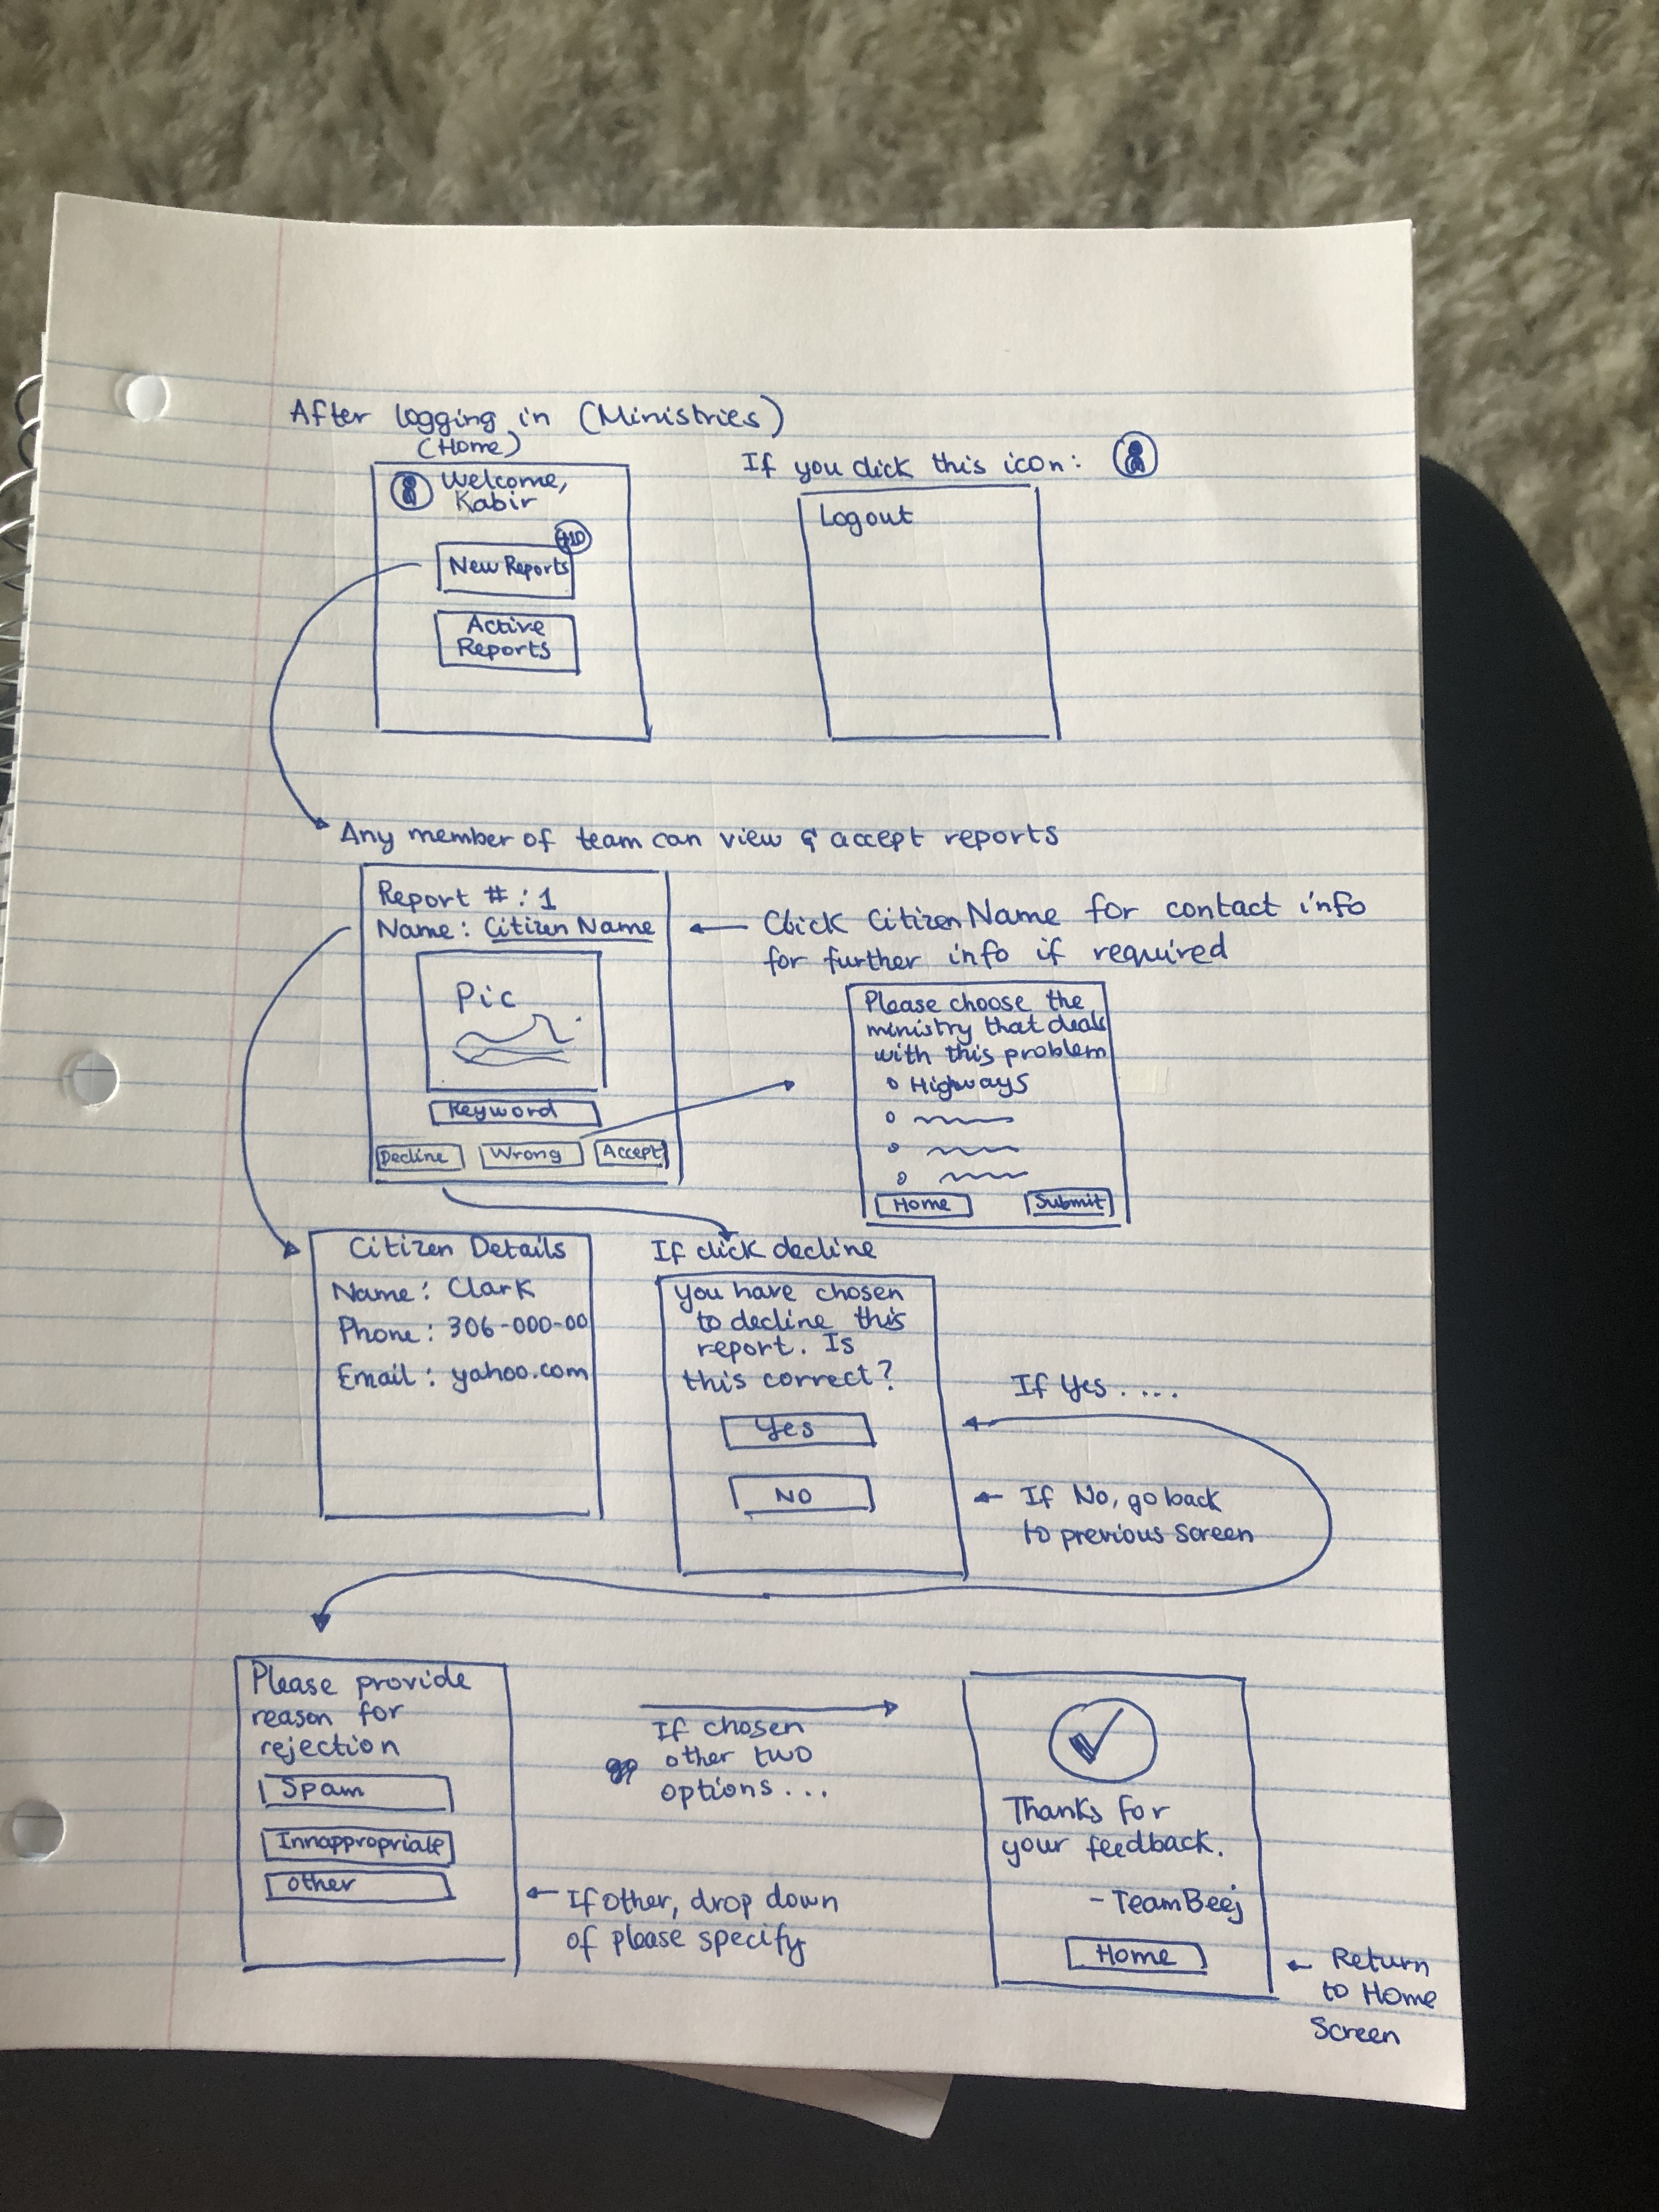 After logging in (Ministries)
(Home)
Welcome,
Kabir
+10
New Reports
Active
Reports
If you click this icon:
Logout
Any member of team can view & accept reports
Report # : 1
Name : Citizen Name
Pic
Keyword
Decline
Wrong
Accept
Click Citizen Name for contact info
for further info if required
Please choose the
ministry that deals
with this problem
Highways
Home
Submit
Citizen Details
Name : Clark
Phone : 306-000-00
Email : yahoo.com
If click decline
You have chosen
to decline this
report. Is
this correct?
Yes
NO
If Yes.....
If No, go back
to previous screen
Please provide
reason for
rejection
Spam
Innappropriate
other
If chosen
other two
options...
If other, drop down
of please specify
Thanks for
your feedback.
- TeamBeej
Home
Return
to Home
Screen